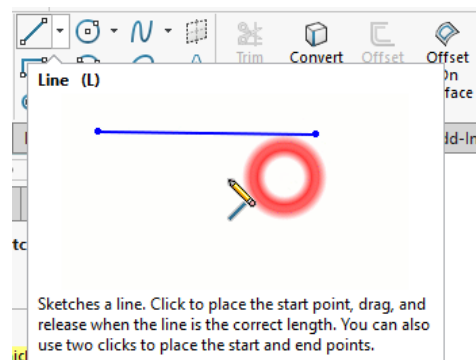 Trim Convert Offset Offset
On
face
Line (L)
dd-In
tc
Sketches a line. Click to place the start point, drag, and
release when the line is the correct length. You can also
use two clicks to place the start and end points.